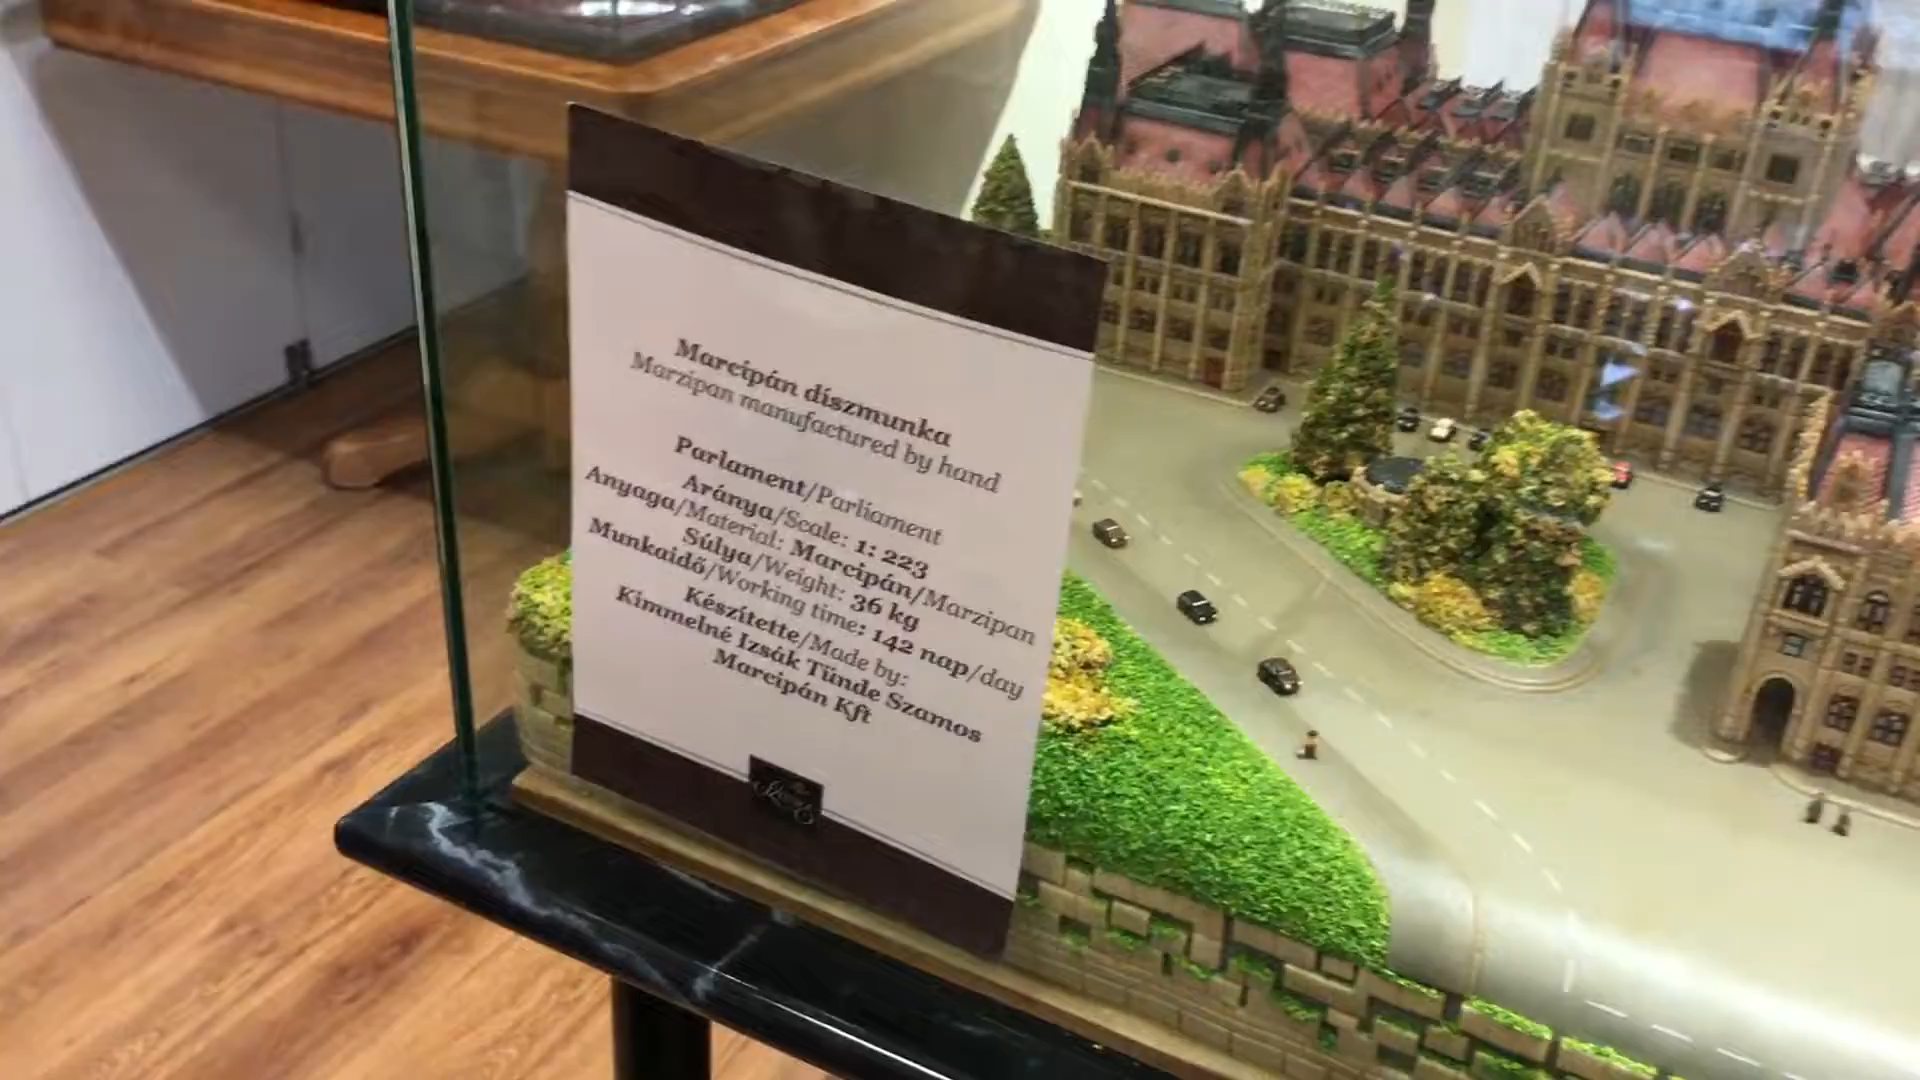 Marcipán díszmunka
Marzipan manufactured by hand
Parlament/Parliament
Aránya/Scale: 1: 223
Anyaga/Material: Marcipán/Marzipan
Súlya/Weight: 36 kg
Munkaidő/Working time: 142 nap/day
Készítette/Made by:
Kimmelné Izsák Tünde Szamos
Marcipán Kft